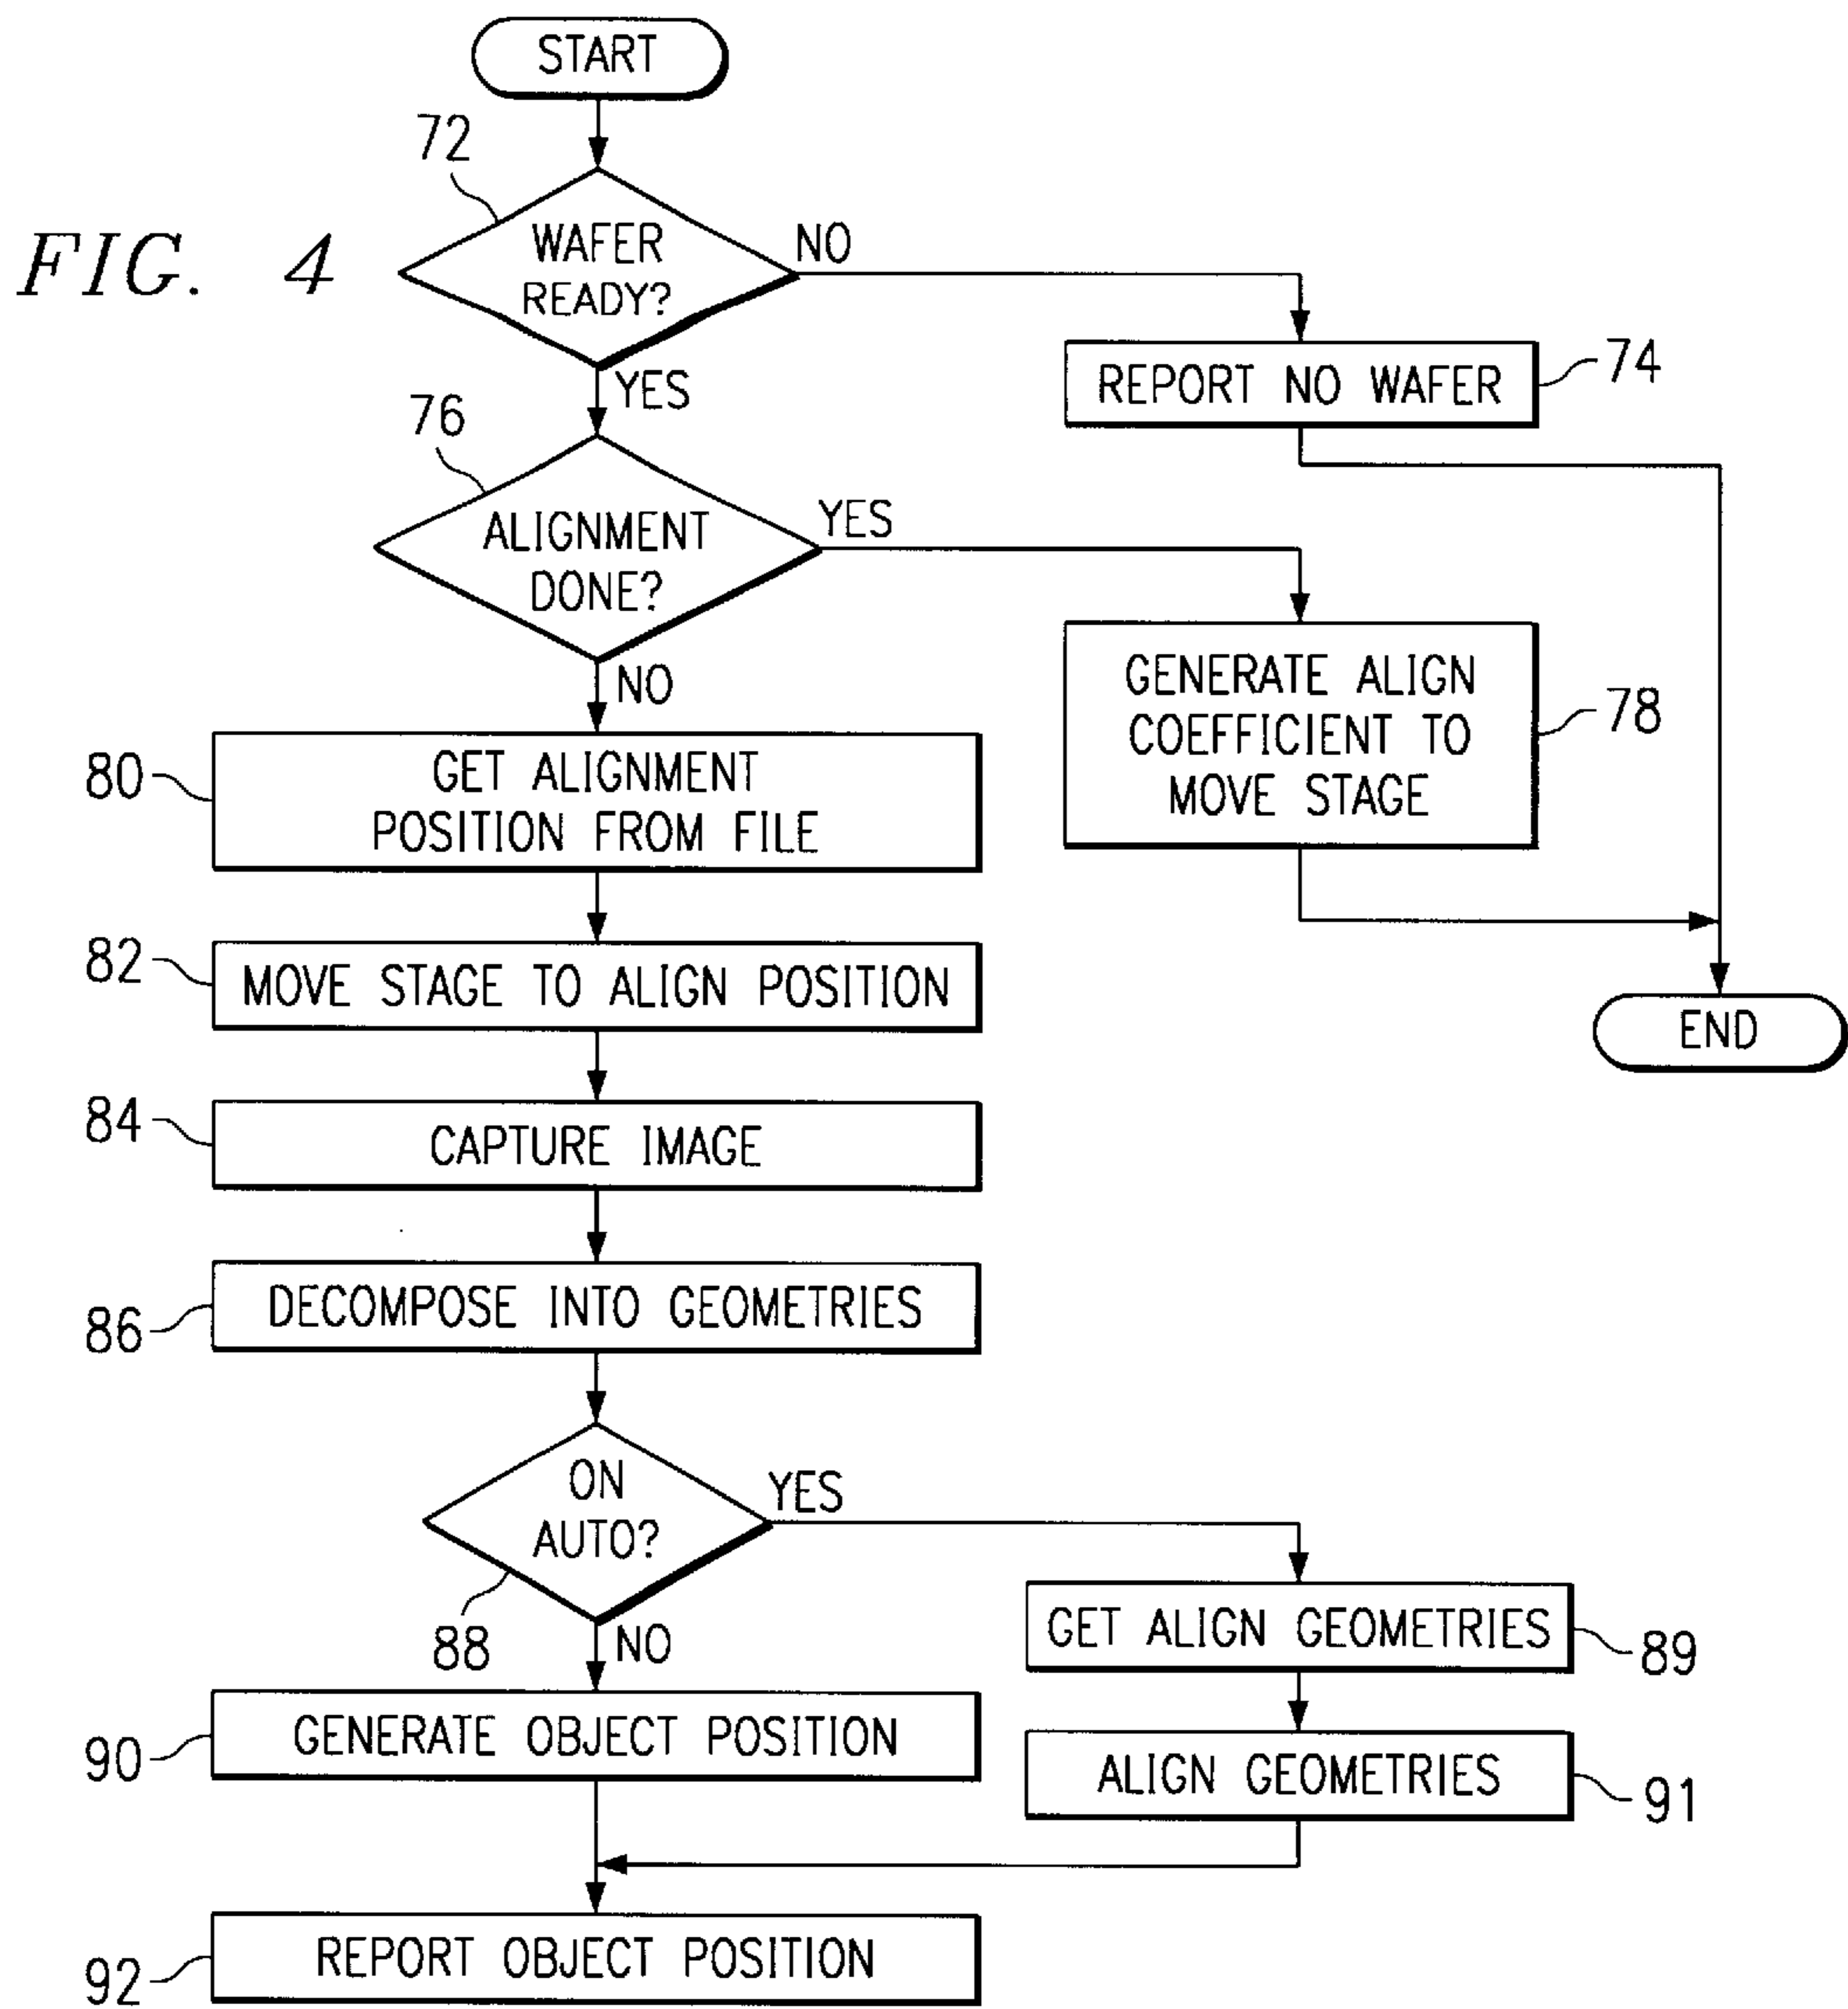 START
72
FIG. 4
WAFER
READY?
NO
YES
REPORT NO WAFER
74
76
ALIGNMENT
DONE?
YES
NO
GENERATE ALIGN
COEFFICIENT TO
MOVE STAGE
78
80
GET ALIGNMENT
POSITION FROM FILE
82
MOVE STAGE TO ALIGN POSITION
END
84
CAPTURE IMAGE
86
DECOMPOSE INTO GEOMETRIES
ON
AUTO?
YES
88
NO
GET ALIGN GEOMETRIES
89
90
GENERATE OBJECT POSITION
ALIGN GEOMETRIES
91
92
REPORT OBJECT POSITION